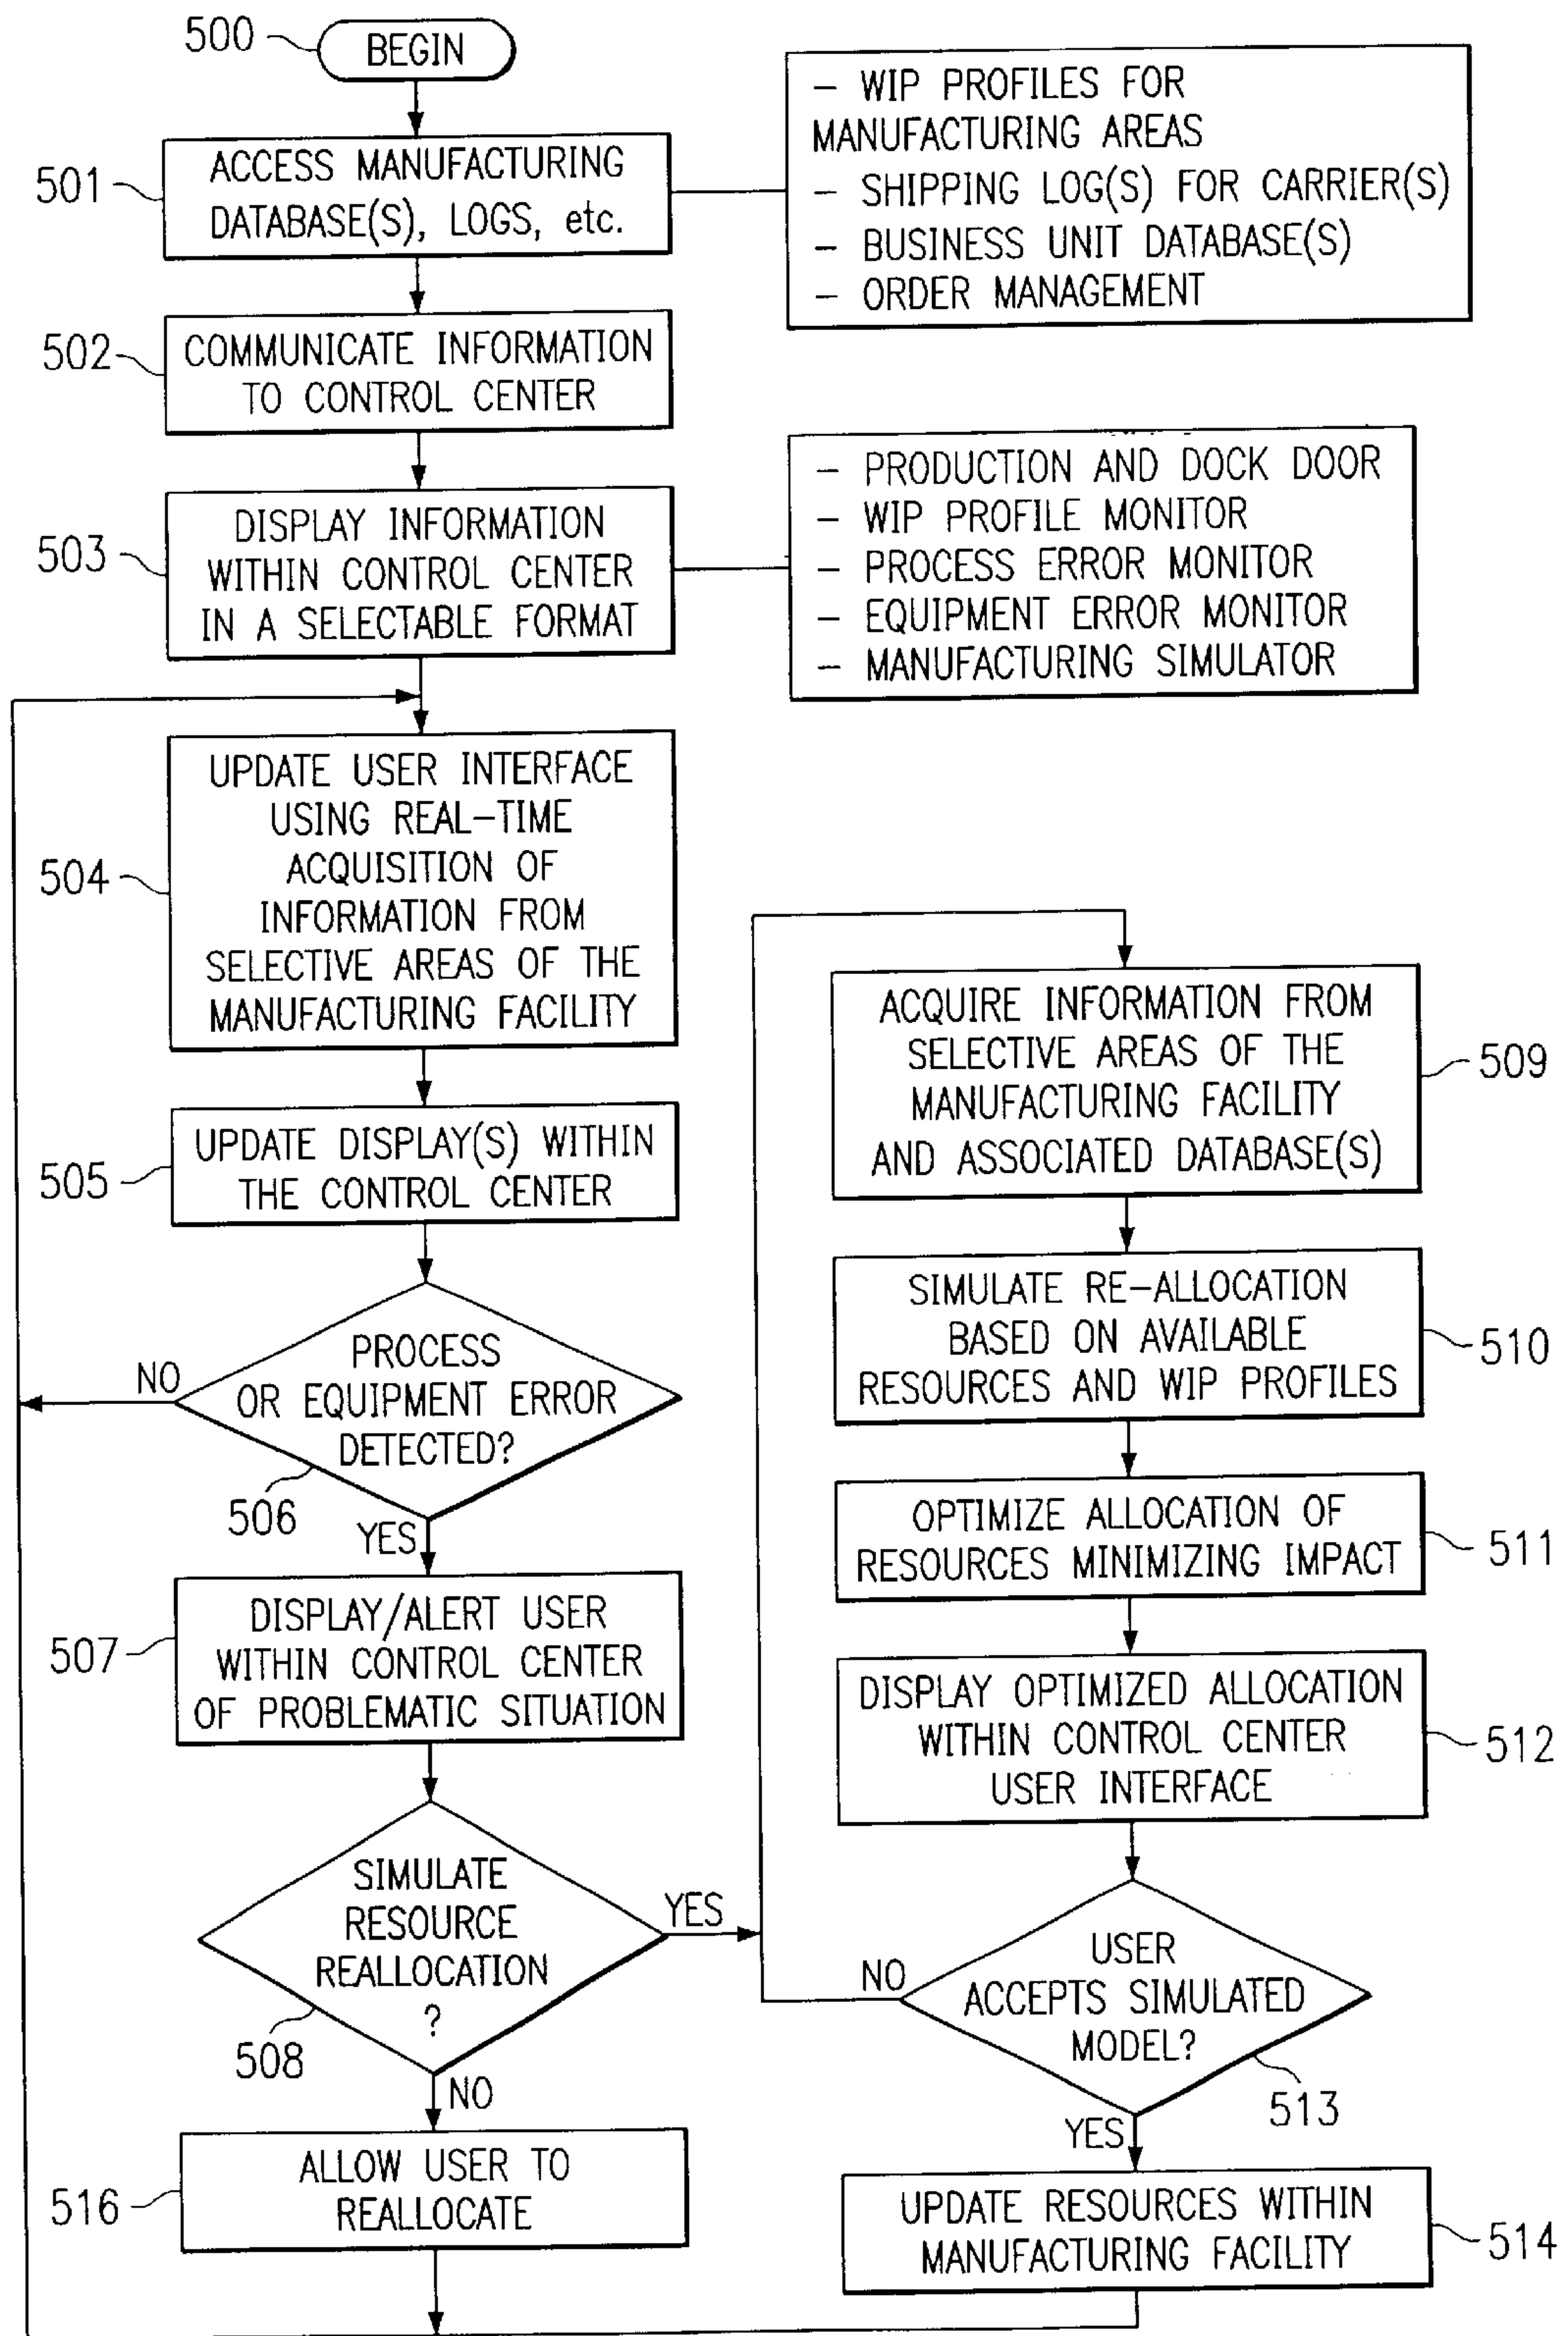 500
BEGIN
501
ACCESS MANUFACTURING
DATABASE(S), LOGS, etc.
– WIP PROFILES FOR
MANUFACTURING AREAS
– SHIPPING LOG(S) FOR CARRIER(S)
– BUSINESS UNIT DATABASE(S)
– ORDER MANAGEMENT
502
COMMUNICATE INFORMATION
TO CONTROL CENTER
503
DISPLAY INFORMATION
WITHIN CONTROL CENTER
IN A SELECTABLE FORMAT
– PRODUCTION AND DOCK DOOR
– WIP PROFILE MONITOR
– PROCESS ERROR MONITOR
– EQUIPMENT ERROR MONITOR
– MANUFACTURING SIMULATOR
504
UPDATE USER INTERFACE
USING REAL–TIME
ACQUISITION OF
INFORMATION FROM
SELECTIVE AREAS OF THE
MANUFACTURING FACILITY
505
UPDATE DISPLAY(S) WITHIN
THE CONTROL CENTER
NO
PROCESS
OR EQUIPMENT ERROR
DETECTED?
506
YES
507
DISPLAY/ALERT USER
WITHIN CONTROL CENTER
OF PROBLEMATIC SITUATION
SIMULATE
RESOURCE
REALLOCATION
?
508
YES
NO
516
ALLOW USER TO
REALLOCATE
ACQUIRE INFORMATION FROM
SELECTIVE AREAS OF THE
MANUFACTURING FACILITY
AND ASSOCIATED DATABASE(S)
509
SIMULATE RE–ALLOCATION
BASED ON AVAILABLE
RESOURCES AND WIP PROFILES
510
OPTIMIZE ALLOCATION OF
RESOURCES MINIMIZING IMPACT
511
DISPLAY OPTIMIZED ALLOCATION
WITHIN CONTROL CENTER
USER INTERFACE
512
NO
USER
ACCEPTS SIMULATED
MODEL?
513
YES
UPDATE RESOURCES WITHIN
MANUFACTURING FACILITY
514